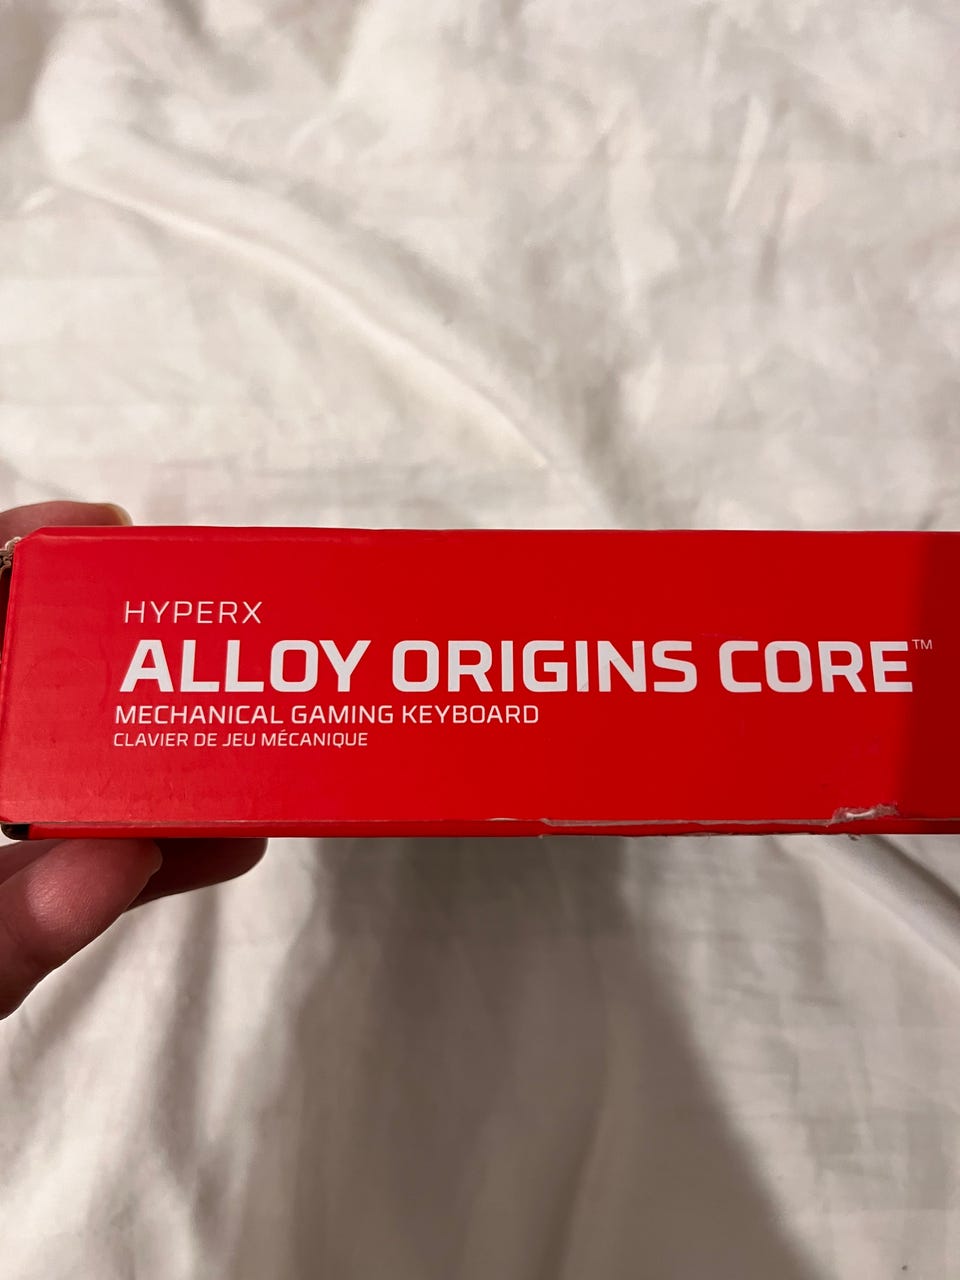 HYPERX
ALLOY ORIGINS CORE™
MECHANICAL GAMING KEYBOARD
CLAVIER DE JEU MÉCANIQUE